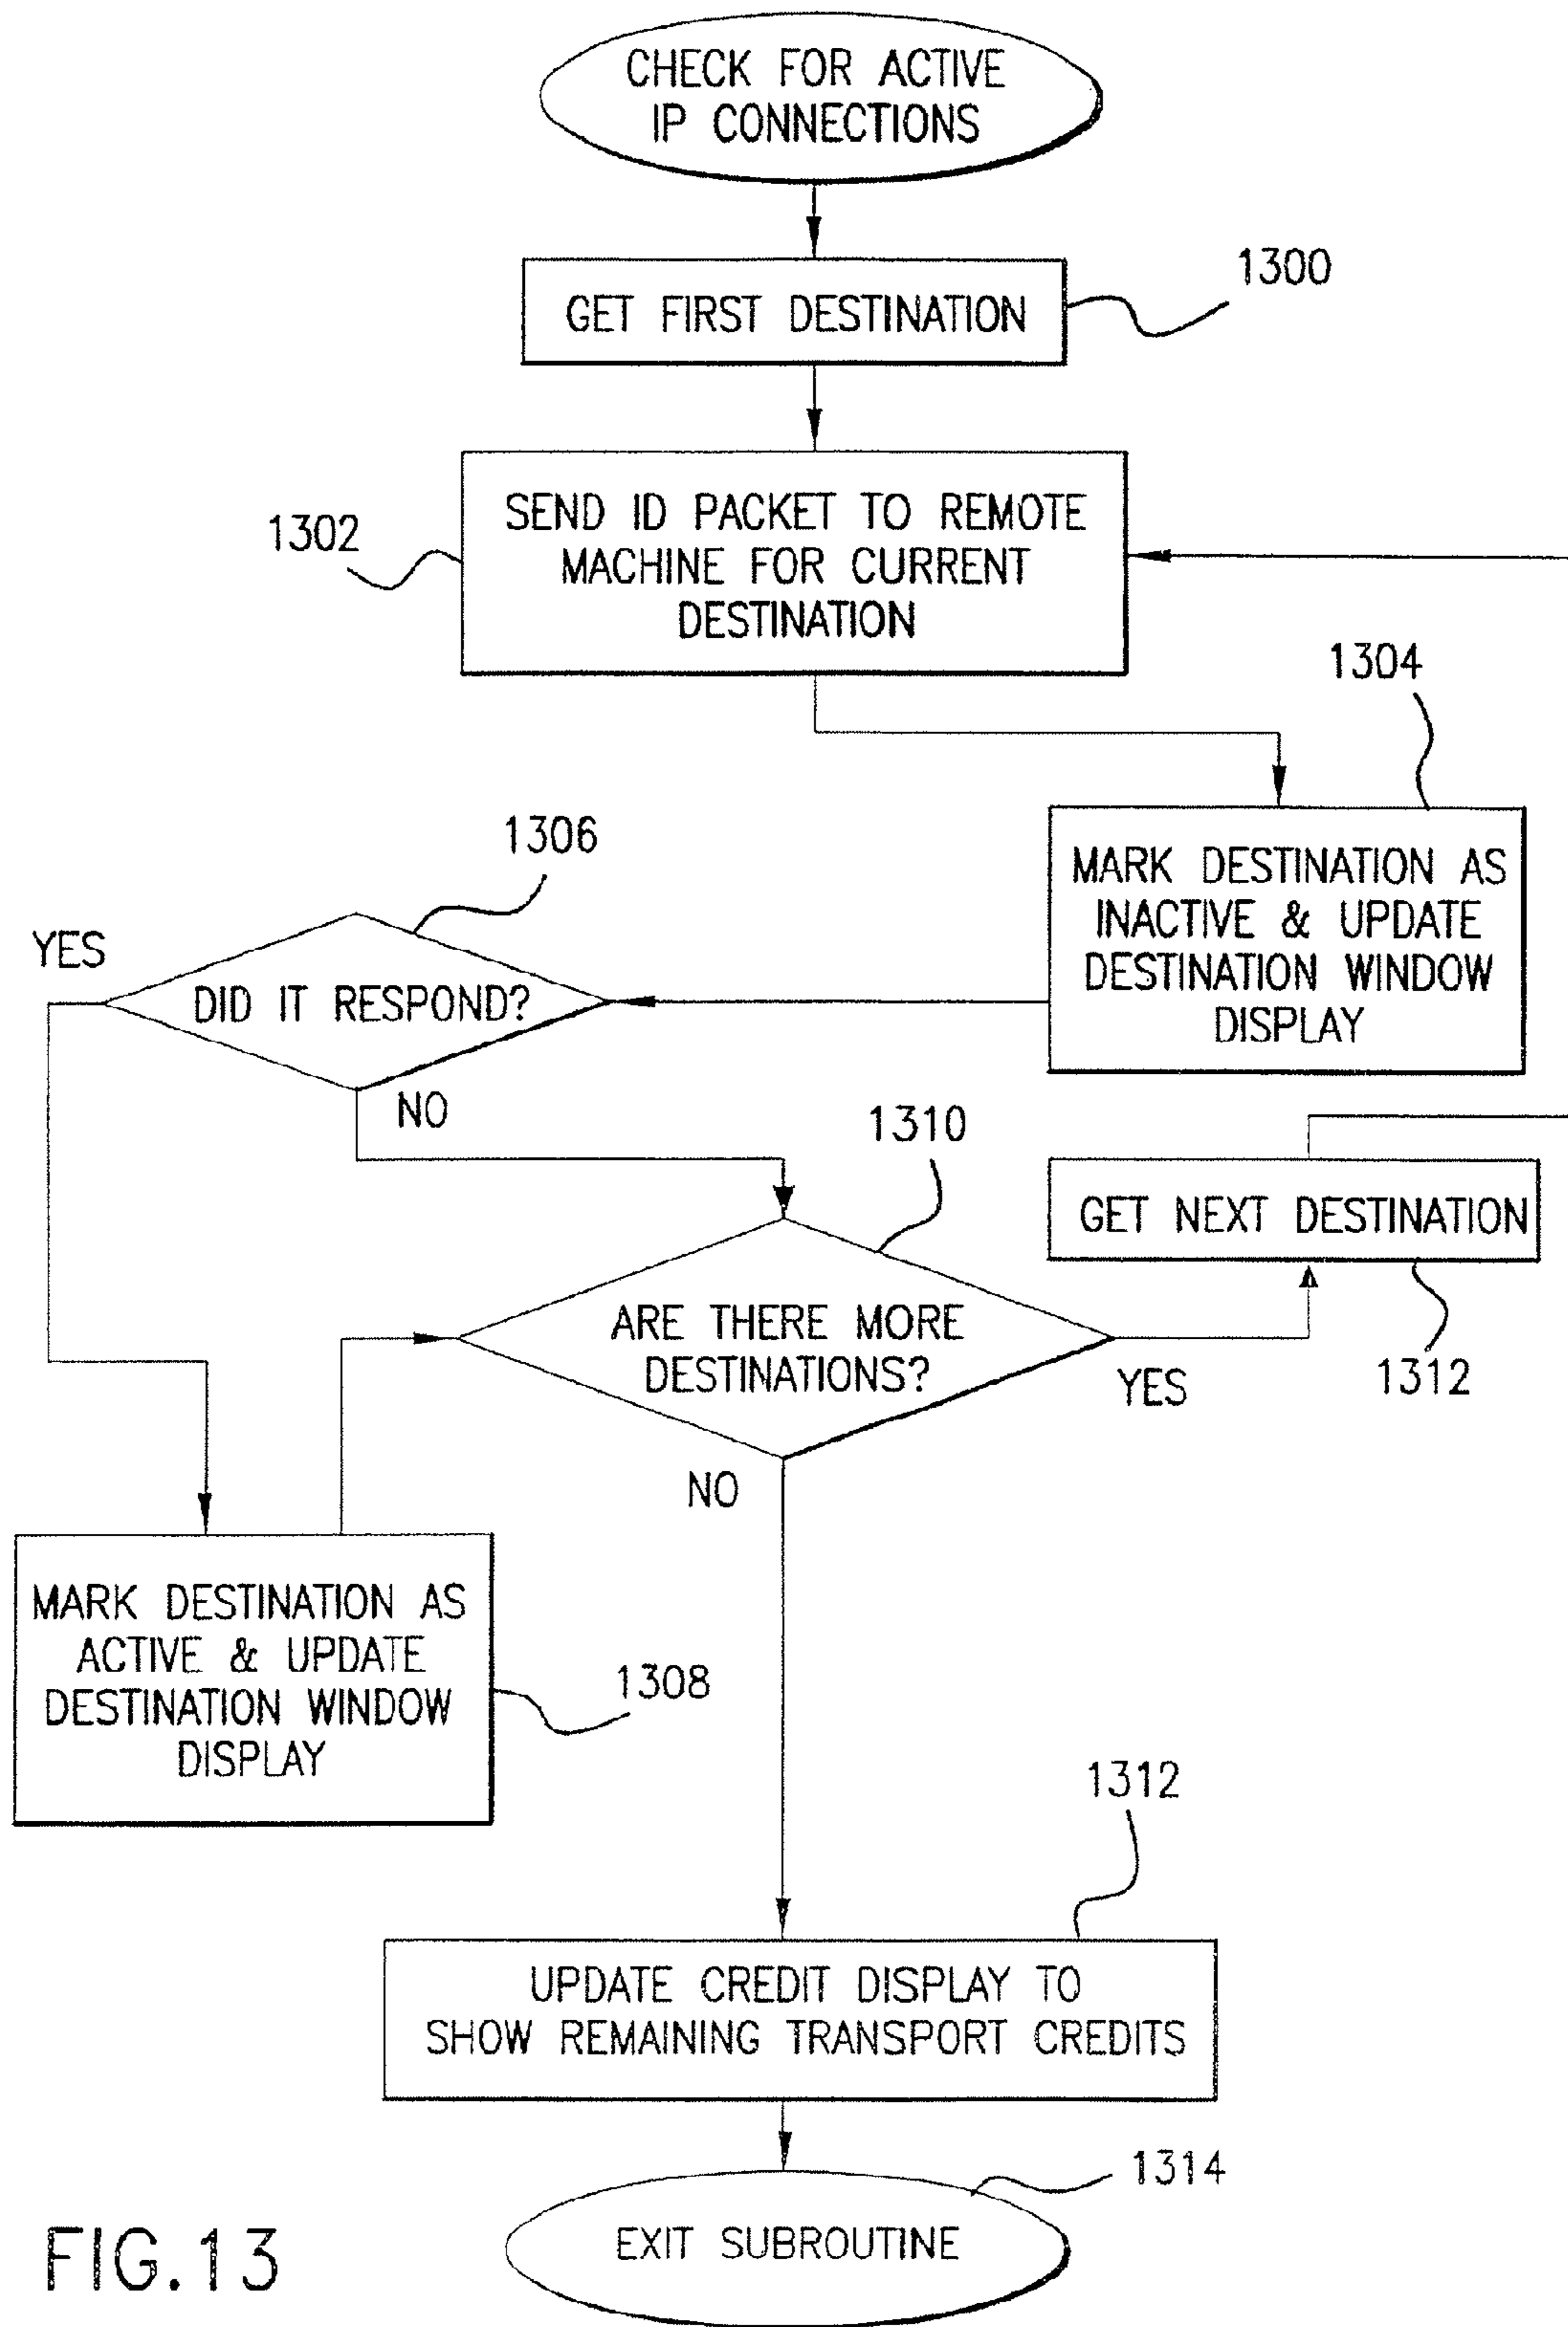 CHECK FOR ACTIVE
IP CONNECTIONS
1300
GET FIRST DESTINATION
1302
SEND ID PACKET TO REMOTE
MACHINE FOR CURRENT
DESTINATION
1304
MARK DESTINATION AS
INACTIVE & UPDATE
DESTINATION WINDOW
DISPLAY
1306
YES
DID IT RESPOND?
NO
1310
GET NEXT DESTINATION
1312
ARE THERE MORE
DESTINATIONS?
YES
NO
MARK DESTINATION AS
ACTIVE & UPDATE
DESTINATION WINDOW
DISPLAY
1308
1312
UPDATE CREDIT DISPLAY TO
SHOW REMAINING TRANSPORT CREDITS
1314
EXIT SUBROUTINE
FIG.13